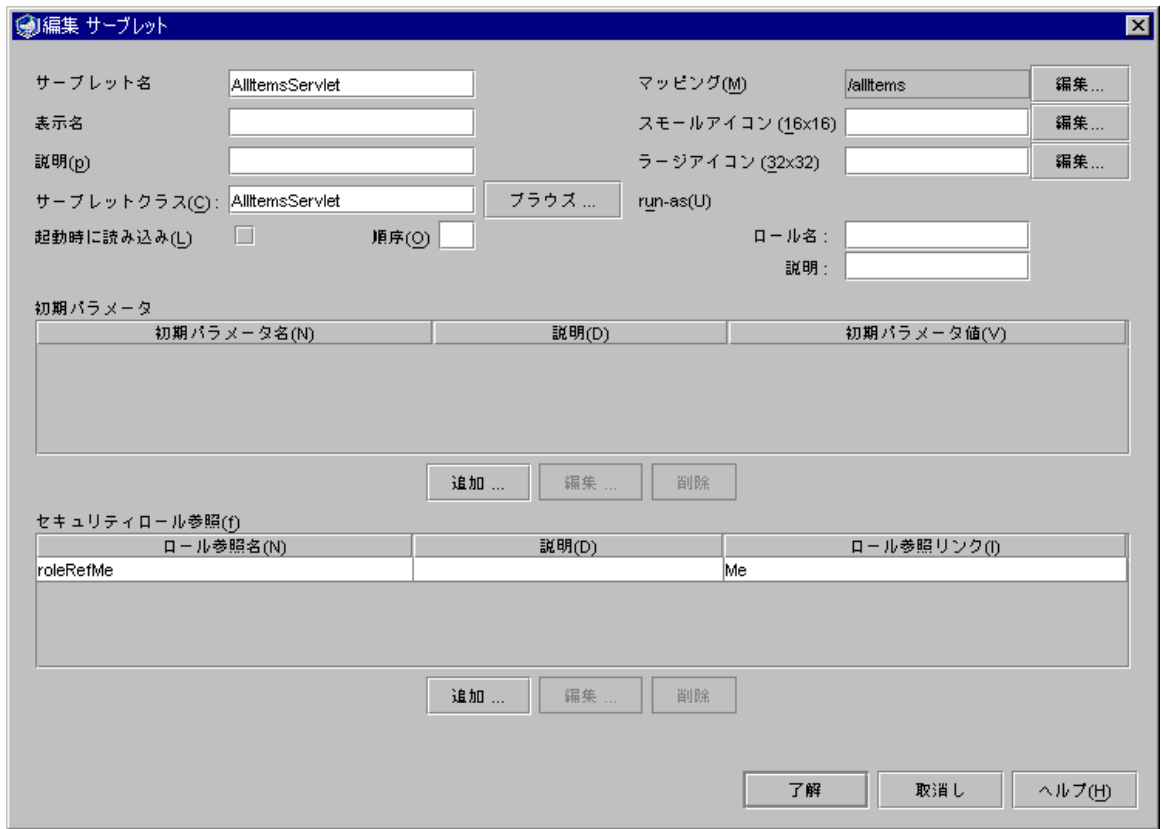 編集 サーブレット
サーブレット名 AllItemsServlet マッピング(M) /allItems 編集...
表示名 スモールアイコン (16x16) 編集...
説明(p) ラージアイコン (32x32) 編集...
サーブレットクラス(C): AllItemsServlet ブラウズ ... run-as(U)
起動時に読み込み(L) 順序(O) ロール名:
説明:
初期パラメータ
初期パラメータ名(N) 説明(D) 初期パラメータ値(V)
追加 ... 編集 ... 削除
セキュリティロール参照(f)
ロール参照名(N) 説明(D) ロール参照リンク(I)
roleRefMe Me
追加 ... 編集 ... 削除
了解 取消し ヘルプ(H)